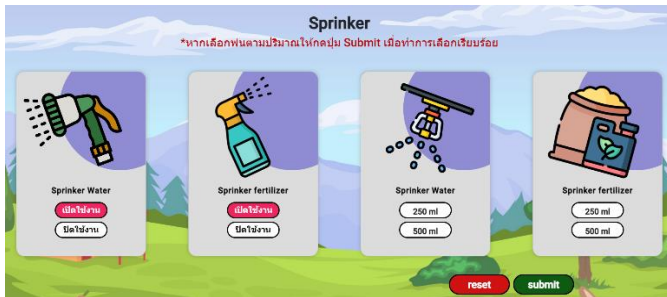 Sprinker
*หากเลือกพ่นตามปริมาณให้กดปุ่ม Submit เมื่อทำการเลือกเรียบร้อย
Sprinker Water
เปิดใช้งาน
ปิดใช้งาน
Sprinker fertilizer
เปิดใช้งาน
ปิดใช้งาน
Sprinker Water
250 ml
500 ml
Sprinker fertilizer
250 ml
500 ml
reset
submit